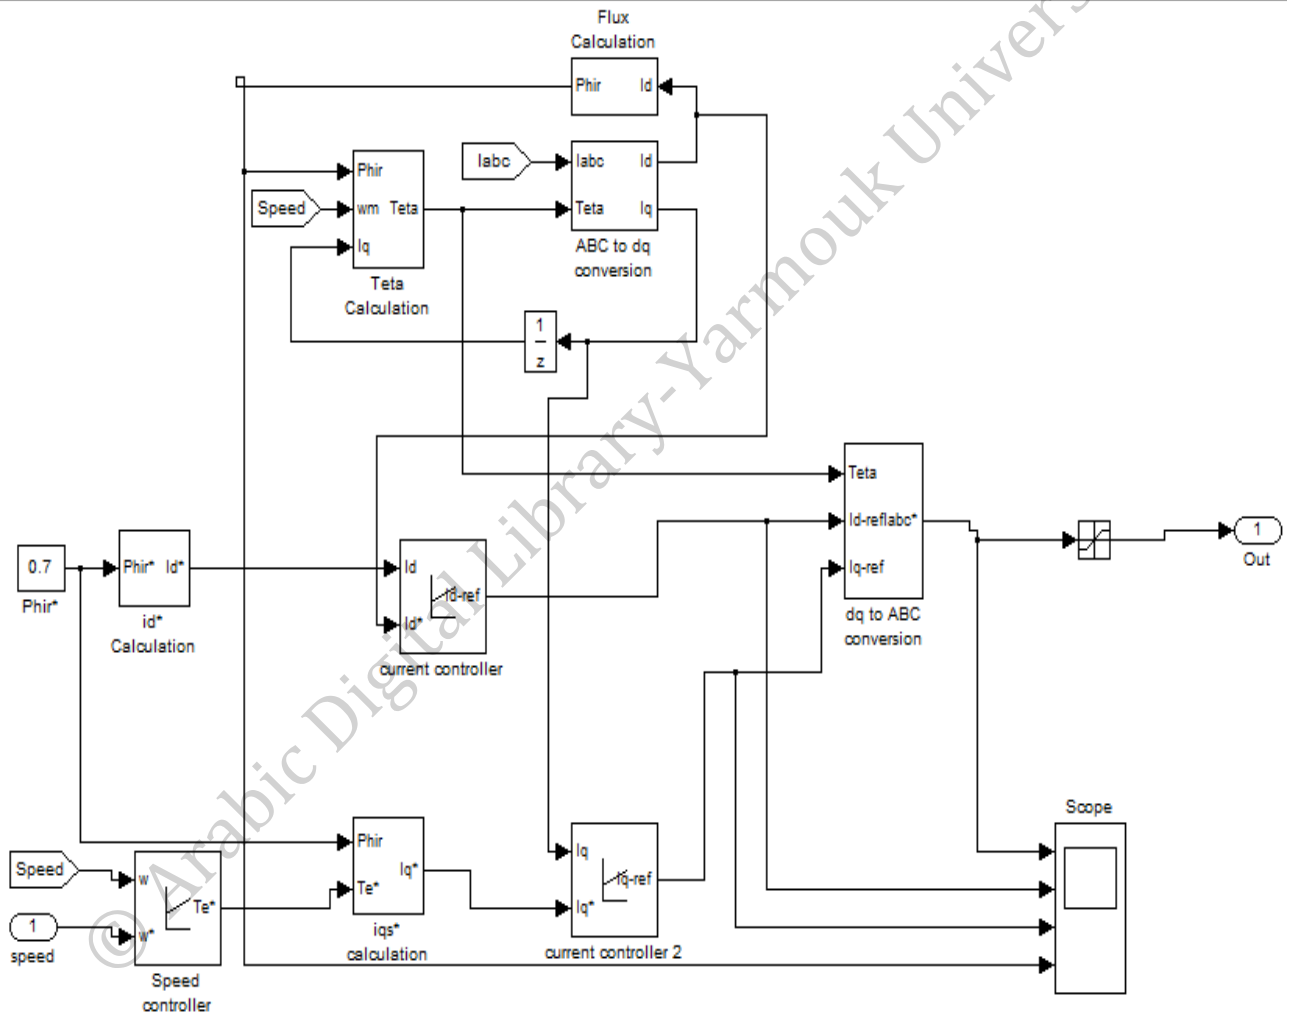 Flux
Calculation
Phir Id
Iabc
Iabc Id
Teta Iq
ABC to dq
conversion
Phir
Speed
wm Teta
Iq
Teta
Calculation
1
z
Teta
Id-refIabc*
Iq-ref
dq to ABC
conversion
1
Out
0.7
Phir*
Phir* Id*
id*
Calculation
Id
Id-ref
Id*
current controller
Scope
Phir
Iq*
Te*
iqs*
calculation
Iq
Iq-ref
Iq*
current controller 2
Speed
1
speed
w
Te*
w*
Speed
controller
© Arabic Digital Library-Yarmouk Univers